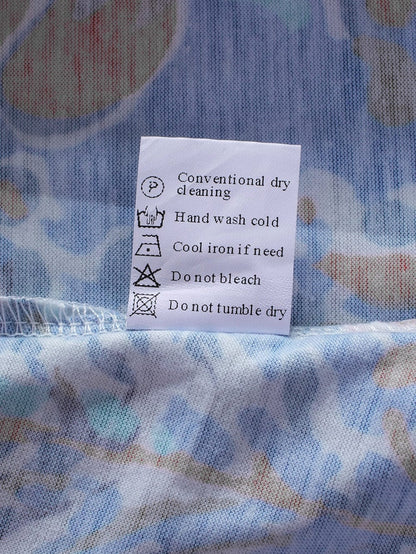 P Conventional dry
cleaning
Hand wash cold
Cool iron if need
Do not bleach
Do not tumble dry